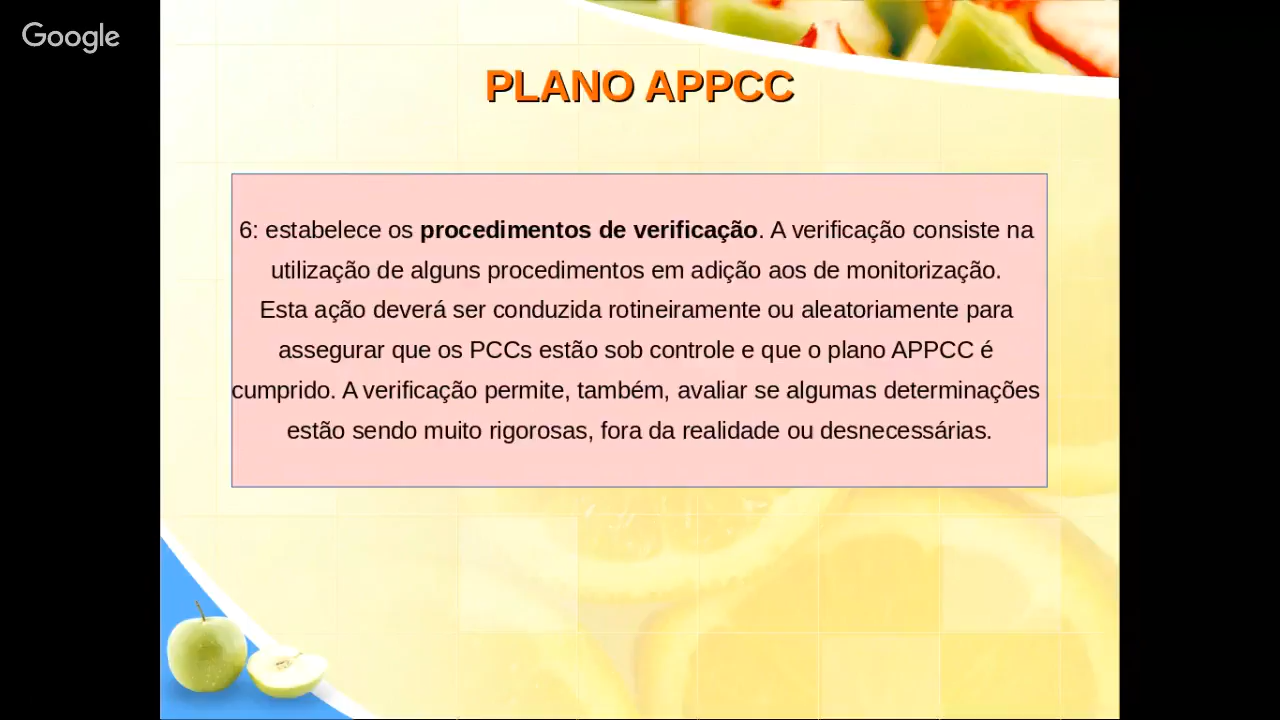 Google
PLANO APPCC
6: estabelece os procedimentos de verificação. A verificação consiste na
utilização de alguns procedimentos em adição aos de monitorização.
Esta ação deverá ser conduzida rotineiramente ou aleatoriamente para
assegurar que os PCCs estão sob controle e que o plano APPCC é
cumprido. A verificação permite, também, avaliar se algumas determinações
estão sendo muito rigorosas, fora da realidade ou desnecessárias.